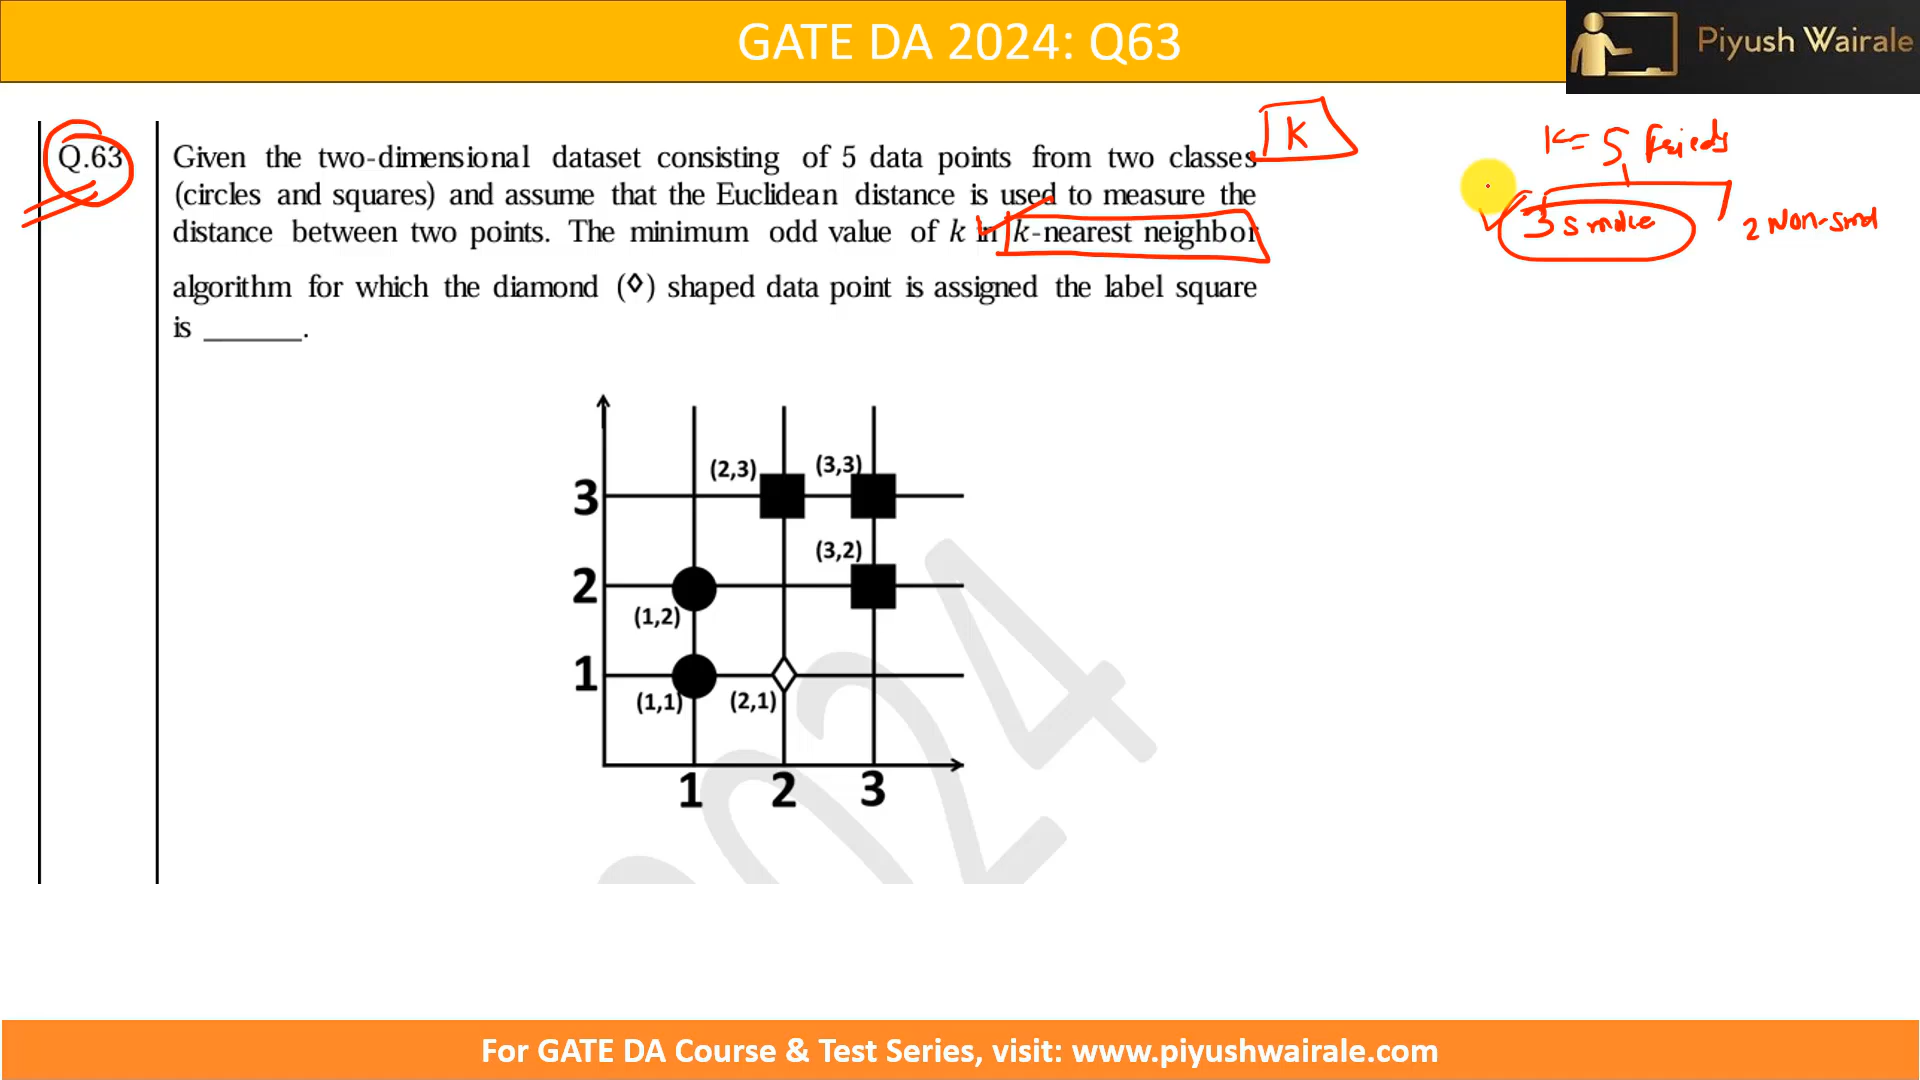 GATE DA 2024: Q63
Piyush Wairale
K
K= 5 friends
3 smoke
Q.63
Given the two-dimensional dataset consisting of 5 data points from two classes
(circles and squares) and assume that the Euclidean distance is used to measure the
distance between two points. The minimum odd value of k in k-nearest neighbor
algorithm for which the diamond (◊) shaped data point is assigned the label square
is _______.
2 Non-smo
(2,3) (3,3)
3
(3,2)
2
(1,2)
1
(1,1) (2,1)
1 2 3
2024
For GATE DA Course & Test Series, visit: www.piyushwairale.com